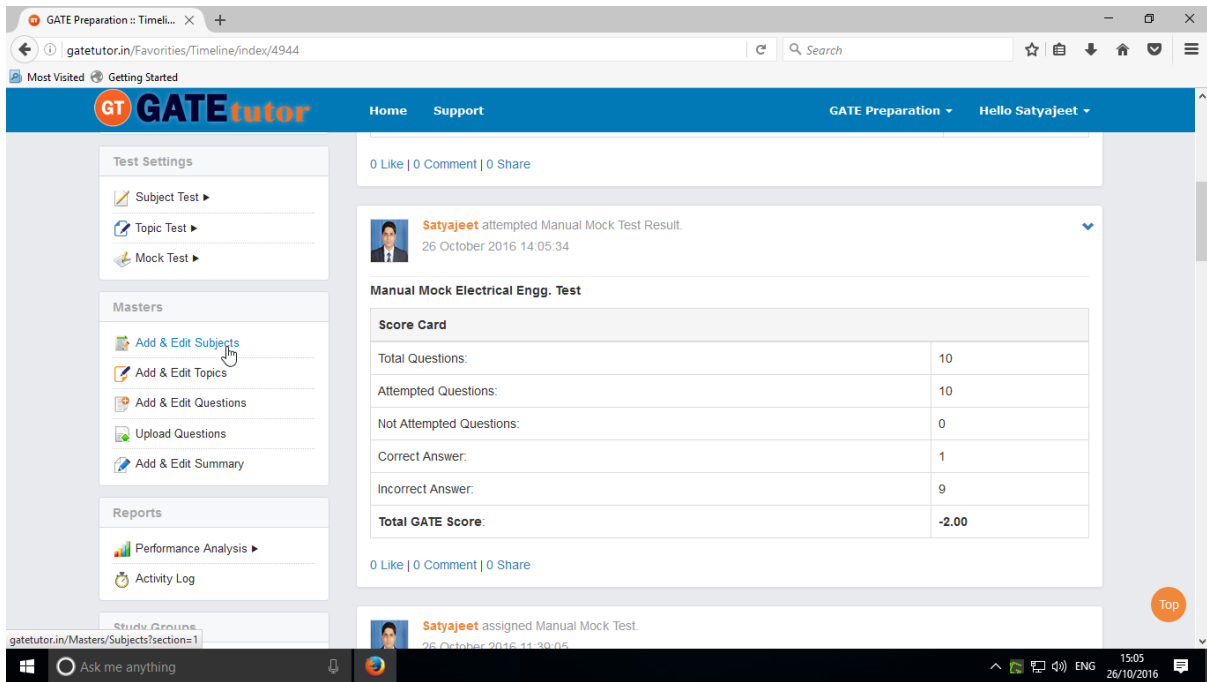 GATE Preparation :: Timeli...
gatetutor.in/Favorities/Timeline/index/4944
Search
Most Visited Getting Started
GT GATEtutor Home Support GATE Preparation Hello Satyajeet
Test Settings
Subject Test
Topic Test
Mock Test
Masters
Add & Edit Subjects
Add & Edit Topics
Add & Edit Questions
Upload Questions
Add & Edit Summary
Reports
Performance Analysis
Activity Log
Study Groups
0 Like | 0 Comment | 0 Share
Satyajeet attempted Manual Mock Test Result.
26 October 2016 14:05:34
Manual Mock Electrical Engg. Test
Score Card
Total Questions: 10
Attempted Questions: 10
Not Attempted Questions: 0
Correct Answer: 1
Incorrect Answer: 9
Total GATE Score: -2.00
0 Like | 0 Comment | 0 Share
Satyajeet assigned Manual Mock Test.
26 October 2016 11:39:05
Top
gatetutor.in/Masters/Subjects?section=1
Ask me anything
ENG
15:05
26/10/2016